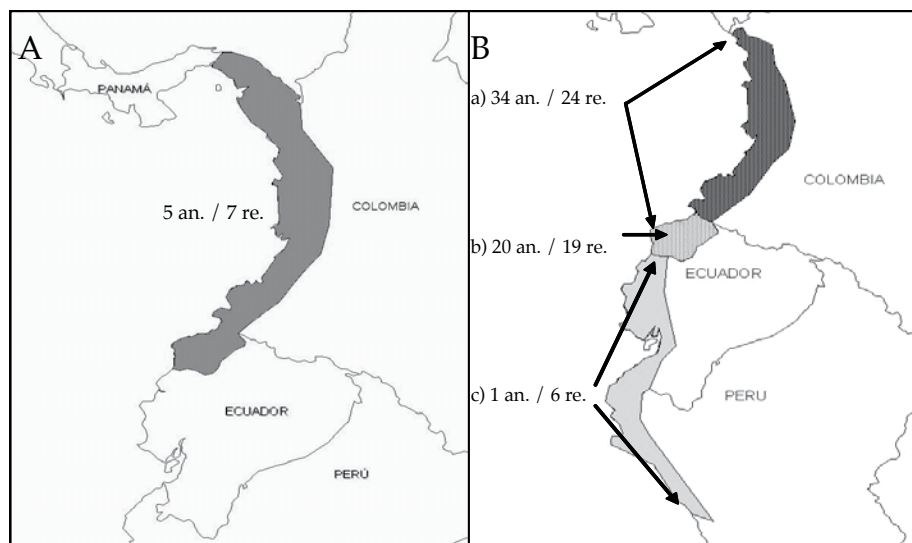 A
PANAMÁ
5 an. / 7 re.
COLOMBIA
ECUADOR
PERÚ
B
a) 34 an. / 24 re.
COLOMBIA
b) 20 an. / 19 re.
ECUADOR
c) 1 an. / 6 re.
PERU